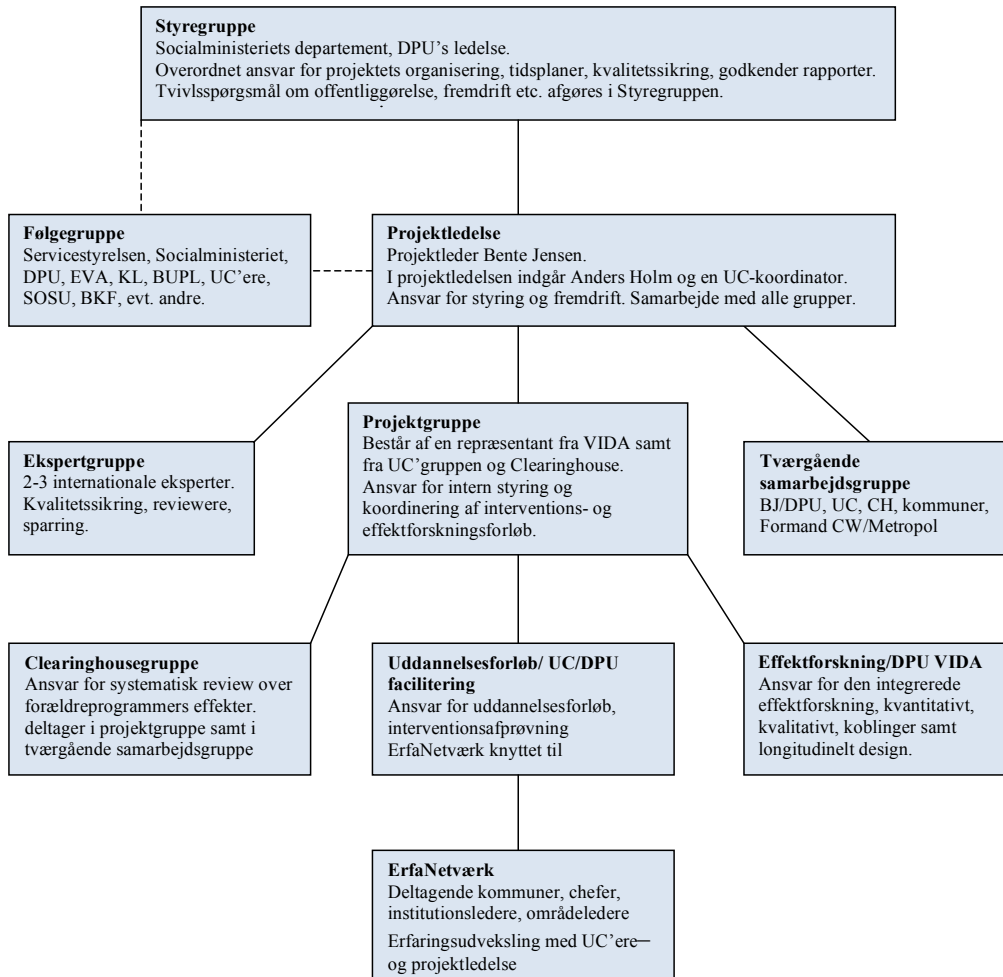 Styregruppe
Socialministeriets departement, DPU's ledelse.
Overordnet ansvar for projektets organisering, tidsplaner, kvalitetssikring, godkender rapporter.
Tvivlsspørgsmål om offentliggørelse, fremdrift etc. afgøres i Styregruppen.
Følgegruppe
Servicestyrelsen, Socialministeriet,
DPU, EVA, KL, BUPL, UC'ere,
SOSU, BKF, evt. andre.
Projektledelse
Projektleder Bente Jensen.
I projektledelsen indgår Anders Holm og en UC-koordinator.
Ansvar for styring og fremdrift. Samarbejde med alle grupper.
Ekspertgruppe
2-3 internationale eksperter.
Kvalitetssikring, reviewere,
sparring.
Projektgruppe
Består af en repræsentant fra VIDA samt
fra UC'gruppen og Clearinghouse.
Ansvar for intern styring og
koordinering af interventions- og
effektforskningsforløb.
Tværgående
samarbejdsgruppe
BJ/DPU, UC, CH, kommuner,
Formand CW/Metropol
Clearinghousegruppe
Ansvar for systematisk review over
forældreprogrammers effekter.
deltager i projektgruppe samt i
tværgående samarbejdsgruppe
Uddannelsesforløb/ UC/DPU
facilitering
Ansvar for uddannelsesforløb,
interventionsafprøvning
ErfaNetværk knyttet til
Effektforskning/DPU VIDA
Ansvar for den integrerede
effektforskning, kvantitativt,
kvalitativt, koblinger samt
longitudinelt design.
ErfaNetværk
Deltagende kommuner, chefer,
institutionsledere, områdeledere
Erfaringsudveksling med UC'ere–
og projektledelse